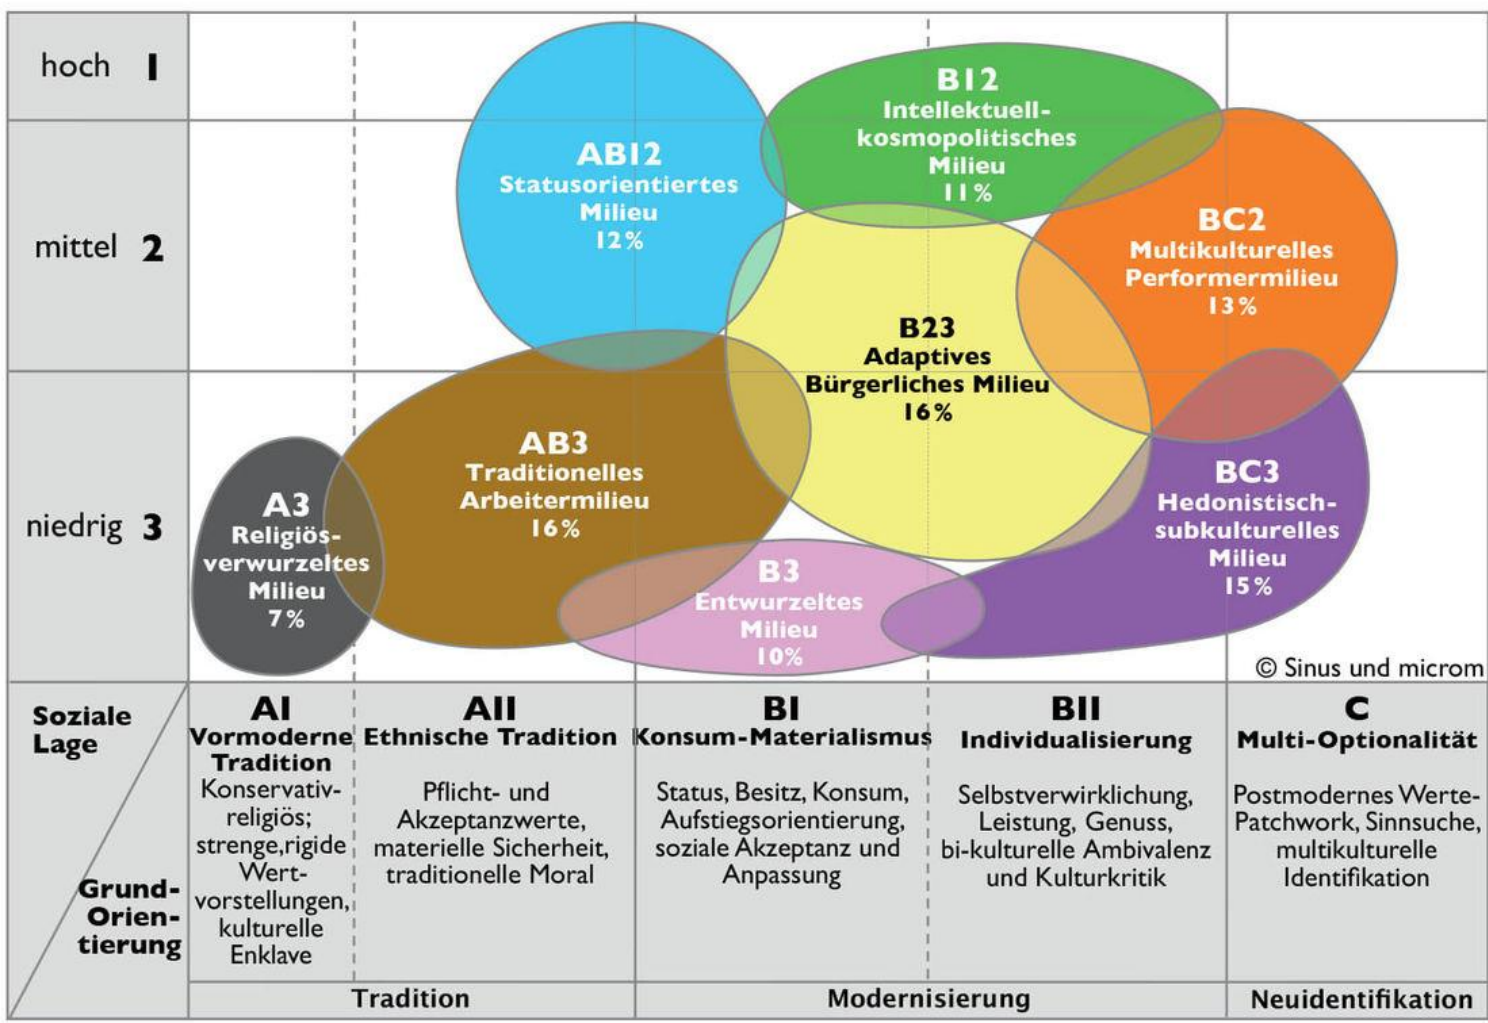 hoch 1
mittel 2
niedrig 3
AB12
Statusorientiertes
Milieu
12%
B12
Intellektuell-
kosmopolitisches
Milieu
11%
BC2
Multikulturelles
Performermilieu
13%
B23
Adaptives
Bürgerliches Milieu
16%
AB3
Traditionelles
Arbeitermilieu
16%
A3
Religiös-
verwurzeltes
Milieu
7%
B3
Entwurzeltes
Milieu
10%
BC3
Hedonistisch-
subkulturelles
Milieu
15%
© Sinus und microm
Soziale
Lage
Grund-
Orien-
tierung
AI
Vormoderne
Tradition
Konservativ-
religiös;
strenge,rigide
Wert-
vorstellungen,
kulturelle
Enklave
AII
Ethnische Tradition
Pflicht- und
Akzeptanzwerte,
materielle Sicherheit,
traditionelle Moral
BI
Konsum-Materialismus
Status, Besitz, Konsum,
Aufstiegsorientierung,
soziale Akzeptanz und
Anpassung
BII
Individualisierung
Selbstverwirklichung,
Leistung, Genuss,
bi-kulturelle Ambivalenz
und Kulturkritik
C
Multi-Optionalität
Postmodernes Werte-
Patchwork, Sinnsuche,
multikulturelle
Identifikation
Tradition
Modernisierung
Neuidentifikation